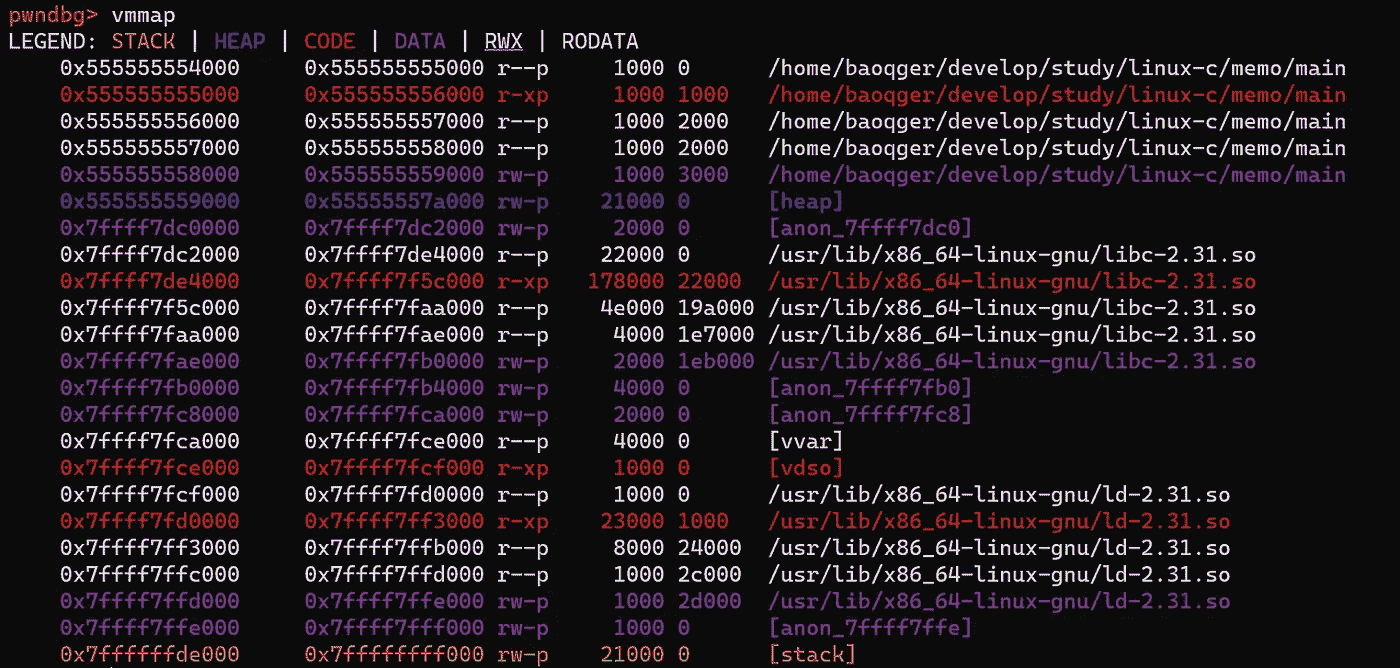 pwndbg> vmmap
LEGEND: STACK | HEAP | CODE | DATA | RWX | RODATA
0x555555554000 0x555555555000 r--p 1000 0 /home/baoqger/develop/study/linux-c/memo/main
0x555555555000 0x555555556000 r-xp 1000 1000 /home/baoqger/develop/study/linux-c/memo/main
0x555555556000 0x555555557000 r--p 1000 2000 /home/baoqger/develop/study/linux-c/memo/main
0x555555557000 0x555555558000 r--p 1000 2000 /home/baoqger/develop/study/linux-c/memo/main
0x555555558000 0x555555559000 rw-p 1000 3000 /home/baoqger/develop/study/linux-c/memo/main
0x555555559000 0x55555557a000 rw-p 21000 0 [heap]
0x7ffff7dc0000 0x7ffff7dc2000 rw-p 2000 0 [anon_7ffff7dc0]
0x7ffff7dc2000 0x7ffff7de4000 r--p 22000 0 /usr/lib/x86_64-linux-gnu/libc-2.31.so
0x7ffff7de4000 0x7ffff7f5c000 r-xp 178000 22000 /usr/lib/x86_64-linux-gnu/libc-2.31.so
0x7ffff7f5c000 0x7ffff7faa000 r--p 4e000 19a000 /usr/lib/x86_64-linux-gnu/libc-2.31.so
0x7ffff7faa000 0x7ffff7fae000 r--p 4000 1e7000 /usr/lib/x86_64-linux-gnu/libc-2.31.so
0x7ffff7fae000 0x7ffff7fb0000 rw-p 2000 1eb000 /usr/lib/x86_64-linux-gnu/libc-2.31.so
0x7ffff7fb0000 0x7ffff7fb4000 rw-p 4000 0 [anon_7ffff7fb0]
0x7ffff7fc8000 0x7ffff7fca000 rw-p 2000 0 [anon_7ffff7fc8]
0x7ffff7fca000 0x7ffff7fce000 r--p 4000 0 [vvar]
0x7ffff7fce000 0x7ffff7fcf000 r-xp 1000 0 [vdso]
0x7ffff7fcf000 0x7ffff7fd0000 r--p 1000 0 /usr/lib/x86_64-linux-gnu/ld-2.31.so
0x7ffff7fd0000 0x7ffff7ff3000 r-xp 23000 1000 /usr/lib/x86_64-linux-gnu/ld-2.31.so
0x7ffff7ff3000 0x7ffff7ffb000 r--p 8000 24000 /usr/lib/x86_64-linux-gnu/ld-2.31.so
0x7ffff7ffc000 0x7ffff7ffd000 r--p 1000 2c000 /usr/lib/x86_64-linux-gnu/ld-2.31.so
0x7ffff7ffd000 0x7ffff7ffe000 rw-p 1000 2d000 /usr/lib/x86_64-linux-gnu/ld-2.31.so
0x7ffff7ffe000 0x7ffff7fff000 rw-p 1000 0 [anon_7ffff7ffe]
0x7ffffffde000 0x7ffffffff000 rw-p 21000 0 [stack]